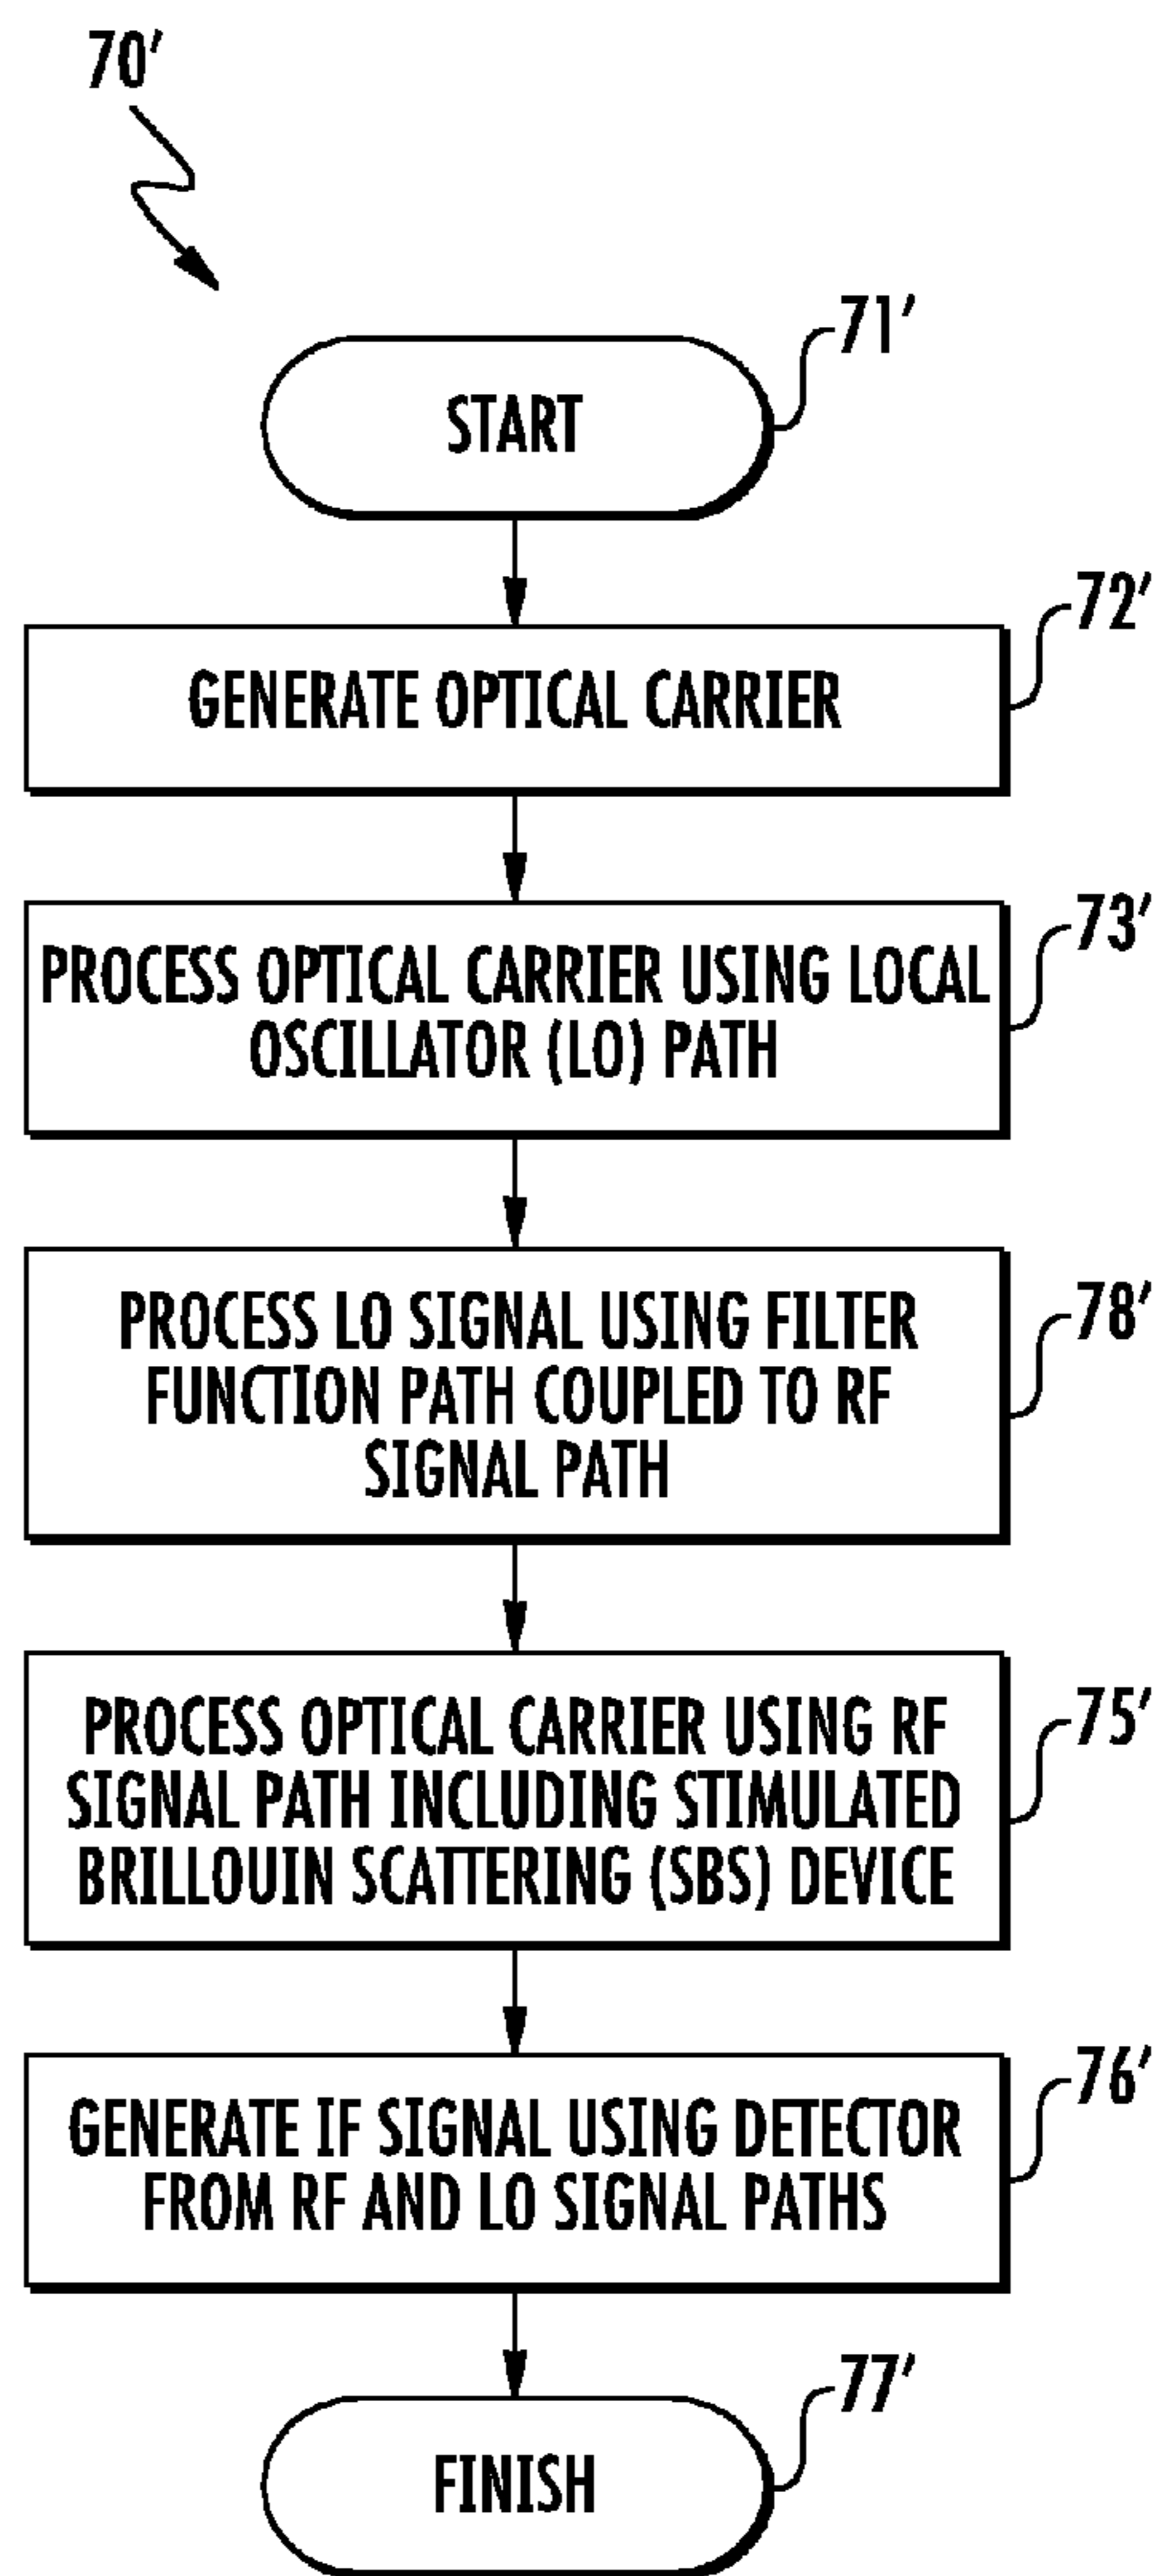 70'
71'
START
72'
GENERATE OPTICAL CARRIER
73'
PROCESS OPTICAL CARRIER USING LOCAL
OSCILLATOR (LO) PATH
78'
PROCESS LO SIGNAL USING FILTER
FUNCTION PATH COUPLED TO RF
SIGNAL PATH
75'
PROCESS OPTICAL CARRIER USING RF
SIGNAL PATH INCLUDING STIMULATED
BRILLOUIN SCATTERING (SBS) DEVICE
76'
GENERATE IF SIGNAL USING DETECTOR
FROM RF AND LO SIGNAL PATHS
77'
FINISH